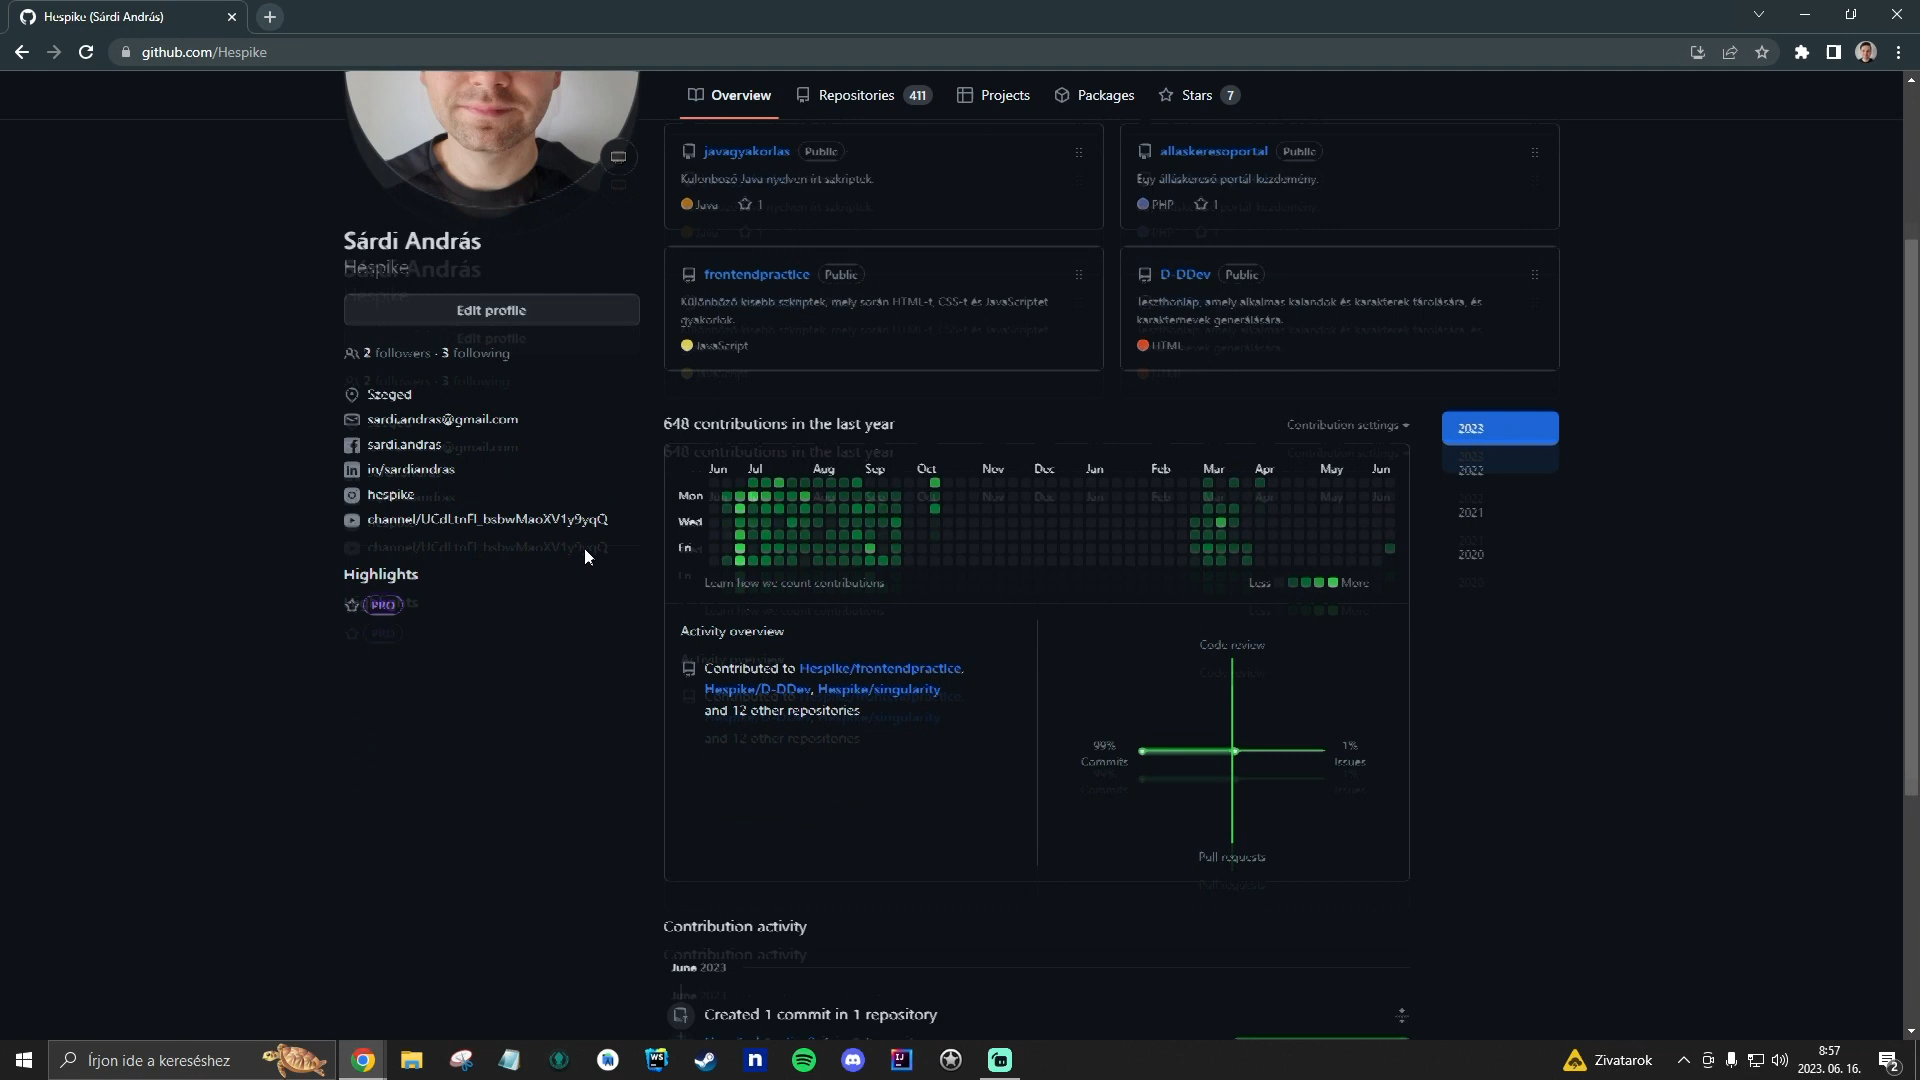 Hespike (Sárdi András)
github.com/Hespike
Overview
Repositories 411
Projects
Packages
Stars 7
javagyakorlas Public
Különböző Java nyelven írt szkriptek.
Java 1
allaskeresoportal Public
Egy álláskereső portál kezdemény.
PHP 1
frontendpractice Public
Különböző kisebb szkriptek, mely során HTML-t, CSS-t és JavaScriptet
gyakorlok.
JavaScript
D-DDev Public
Teszthonlap, amely alkalmas kalandok és karakterek tárolására, és
karakternevek generálására.
HTML
Sárdi András
Hespike
Edit profile
2 followers · 3 following
Szeged
sardi.andras@gmail.com
sardi.andras
in/sardiandras
hespike
Highlights
PRO
648 contributions in the last year
Contribution settings
2023
2022
2021
2020
Jun Jul Aug Sep Oct Nov Dec Jan Feb Mar Apr May Jun
Mon
Wed
Fri
Learn how we count contributions
Less More
Activity overview
Contributed to Hespike/frontendpractice,
Hespike/D-DDev, Hespike/singularity
and 12 other repositories
Code review
99%
Commits
1%
Issues
Pull requests
Contribution activity
June 2023
Created 1 commit in 1 repository
Írjon ide a kereséshez
WS
n
IJ
Zivatarok
8:57
2023. 06. 16.
2